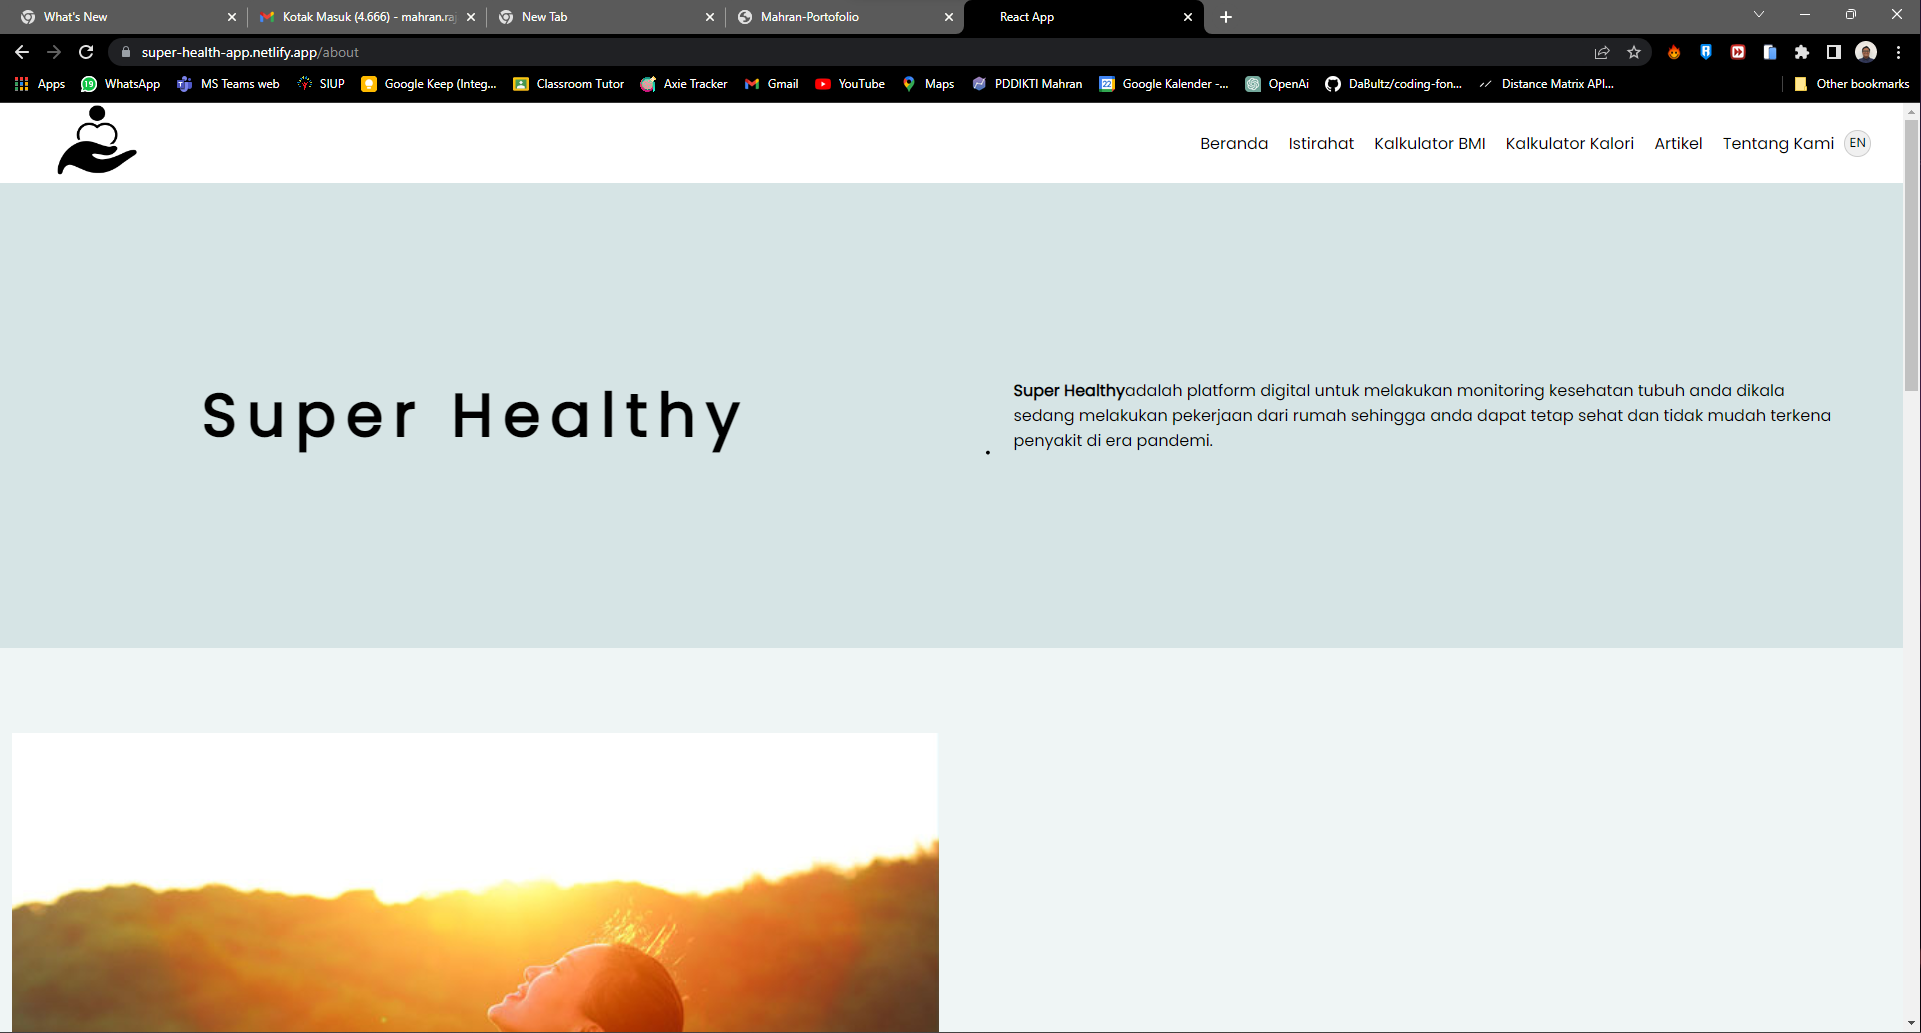 What's New
Kotak Masuk (4.666) - mahran.raj
New Tab
Mahran-Portofolio
React App
super-health-app.netlify.app/about
Apps
19
WhatsApp
MS Teams web
SIUP
Google Keep (Integ...
Classroom Tutor
Axie Tracker
Gmail
YouTube
Maps
PDDIKTI Mahran
22
Google Kalender -...
OpenAi
DaBultz/coding-fon...
Distance Matrix API...
Other bookmarks
Beranda
Istirahat
Kalkulator BMI
Kalkulator Kalori
Artikel
Tentang Kami
EN
Super Healthy
Super Healthyadalah platform digital untuk melakukan monitoring kesehatan tubuh anda dikala
sedang melakukan pekerjaan dari rumah sehingga anda dapat tetap sehat dan tidak mudah terkena
penyakit di era pandemi.